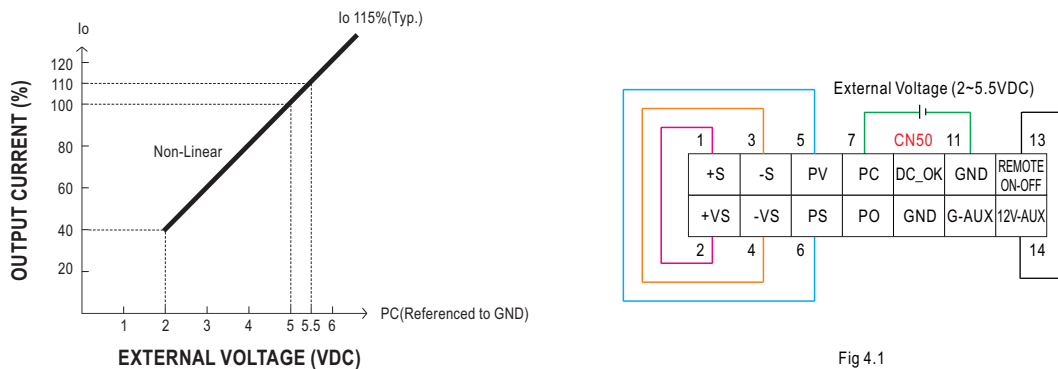 Io
Io 115%(Typ.)
OUTPUT CURRENT (%)
120
110
100
80
60
40
20
Non-Linear
1 2 3 4 5 5.5 6
PC(Referenced to GND)
EXTERNAL VOLTAGE (VDC)
External Voltage (2~5.5VDC)
1 3 5 7 CN50 11 13
+S -S PV PC DC_OK GND REMOTE ON-OFF
+VS -VS PS PO GND G-AUX 12V-AUX
2 4 6 14
Fig 4.1